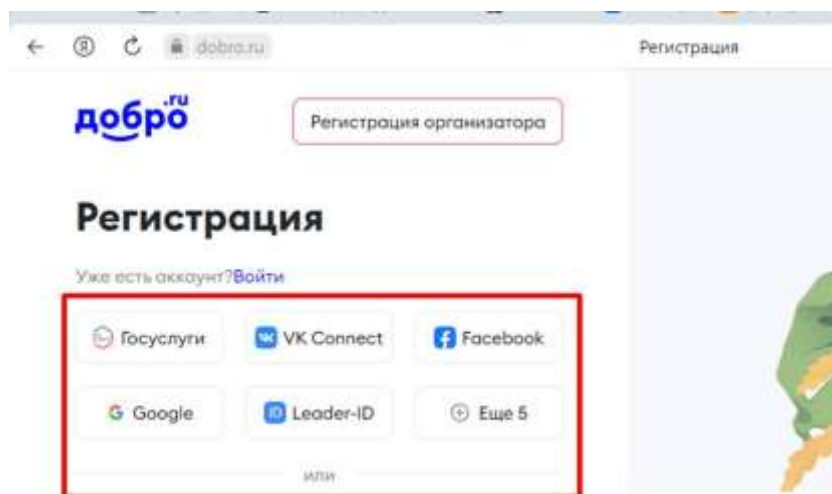 dobro.ru
Регистрация
добро.ru
Регистрация организатора
Регистрация
Уже есть аккаунт?Войти
Госуслуги
VK Connect
Facebook
Google
Leader-ID
Еще 5
или